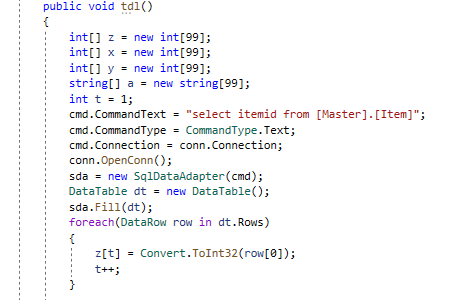 public void tdl()
{
int[] z = new int[99];
int[] x = new int[99];
int[] y = new int[99];
string[] a = new string[99];
int t = 1;
cmd.CommandText = "select itemid from [Master].[Item]";
cmd.CommandType = CommandType.Text;
cmd.Connection = conn.Connection;
conn.OpenConn();
sda = new SqlDataAdapter(cmd);
DataTable dt = new DataTable();
sda.Fill(dt);
foreach(DataRow row in dt.Rows)
{
z[t] = Convert.ToInt32(row[0]);
t++;
}